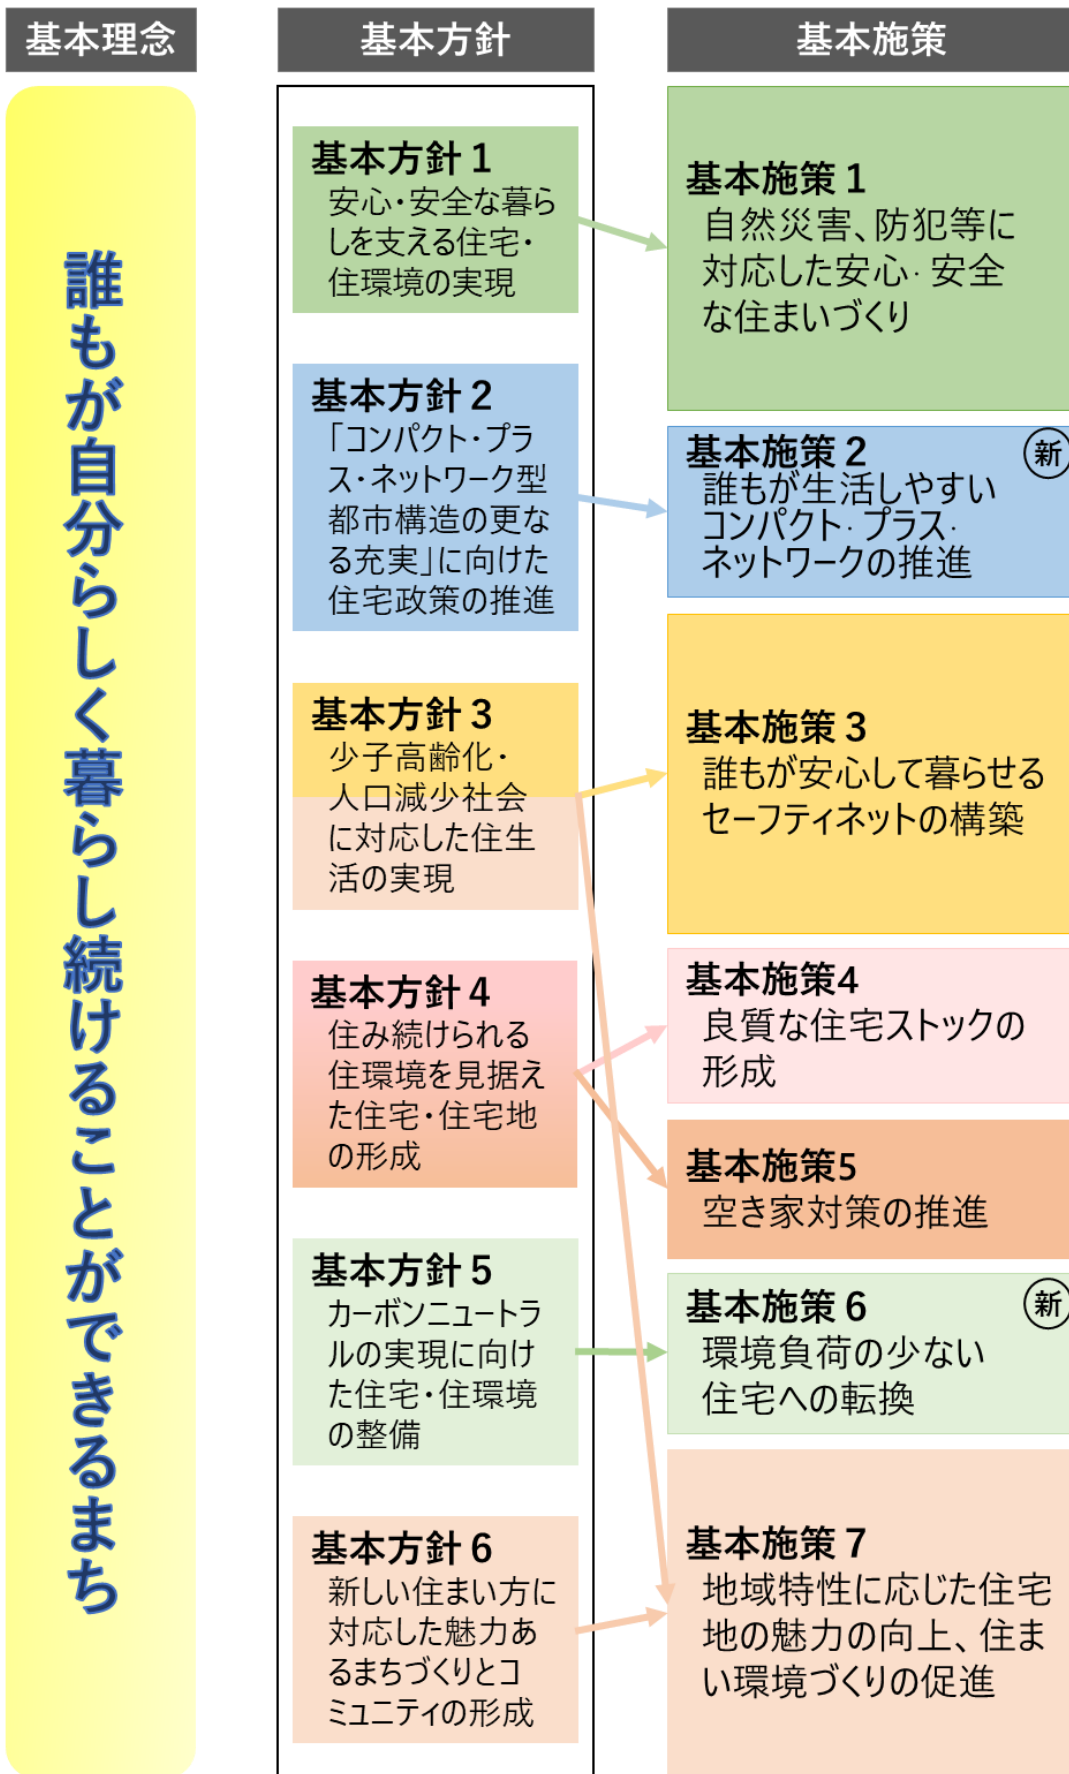 基本理念
誰もが自分らしく暮らし続けることができるまち
基本方針
基本方針1
安心・安全な暮ら
しを支える住宅・
住環境の実現
基本方針2
「コンパクト・プラ
ス・ネットワーク型
都市構造の更な
る充実」に向けた
住宅政策の推進
基本方針3
少子高齢化・
人口減少社会
に対応した住生
活の実現
基本方針4
住み続けられる
住環境を見据え
た住宅・住宅地
の形成
基本方針5
カーボンニュートラ
ルの実現に向け
た住宅・住環境
の整備
基本方針6
新しい住まい方に
対応した魅力あ
るまちづくりとコ
ミュニティの形成
基本施策
基本施策1
自然災害、防犯等に
対応した安心・安全
な住まいづくり
基本施策2 新
誰もが生活しやすい
コンパクト・プラス・
ネットワークの推進
基本施策3
誰もが安心して暮らせる
セーフティネットの構築
基本施策4
良質な住宅ストックの
形成
基本施策5
空き家対策の推進
基本施策6 新
環境負荷の少ない
住宅への転換
基本施策7
地域特性に応じた住宅
地の魅力の向上、住ま
い環境づくりの促進